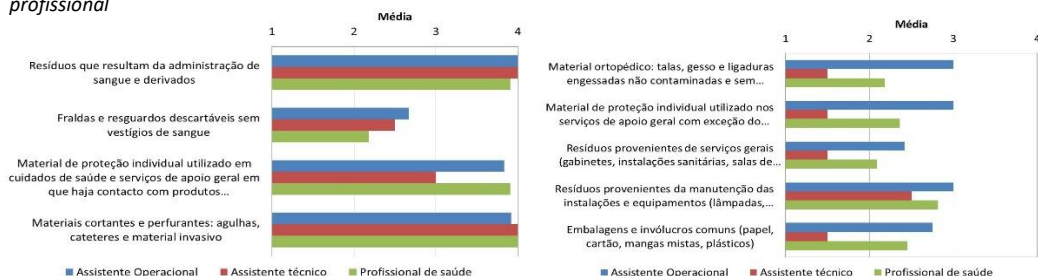 profissional
Média
1 2 3 4
Resíduos que resultam da administração de
sangue e derivados
Fraldas e resguardos descartáveis sem
vestígios de sangue
Material de proteção individual utilizado em
cuidados de saúde e serviços de apoio geral em
que haja contacto com produtos...
Materiais cortantes e perfurantes: agulhas,
cateteres e material invasivo
Assistente Operacional Assistente técnico Profissional de saúde
Média
1 2 3 4
Material ortopédico: talas, gesso e ligaduras
engessadas não contaminadas e sem...
Material de proteção individual utilizado nos
serviços de apoio geral com exceção do...
Resíduos provenientes de serviços gerais
(gabinetes, instalações sanitárias, salas de...
Resíduos provenientes da manutenção das
instalações e equipamentos (lâmpadas,...
Embalagens e invólucros comuns (papel,
cartão, mangas mistas, plásticos)
Assistente Operacional Assistente técnico Profissional de saúde